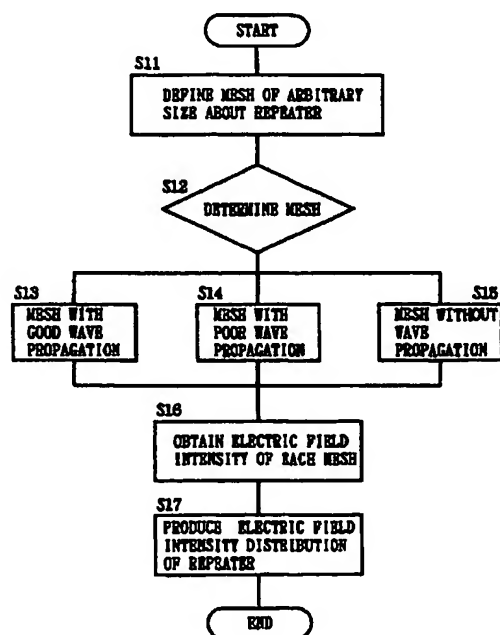 START
S11
DEFINE MESH OF ARBITRARY
SIZE ABOUT REPEATER
S12
DETERMINE MESH
S13
MESH WITH
GOOD WAVE
PROPAGATION
S14
MESH WITH
POOR WAVE
PROPAGATION
S15
MESH WITHOUT
WAVE
PROPAGATION
S16
OBTAIN ELECTRIC FIELD
INTENSITY OF EACH MESH
S17
PRODUCE ELECTRIC FIELD
INTENSITY DISTRIBUTION
OF REPEATER
END